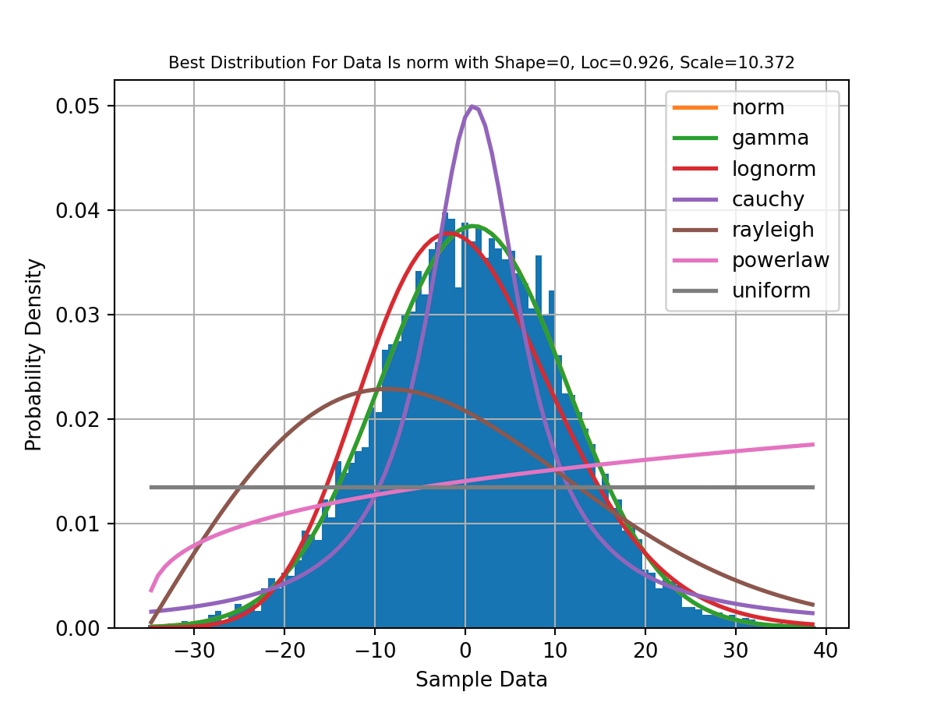 Best Distribution For Data Is norm with Shape=0, Loc=0.926, Scale=10.372
0.05
0.04
0.03
0.02
0.01
0.00
Probability Density
norm
gamma
lognorm
cauchy
rayleigh
powerlaw
uniform
−30 −20 −10 0 10 20 30 40
Sample Data